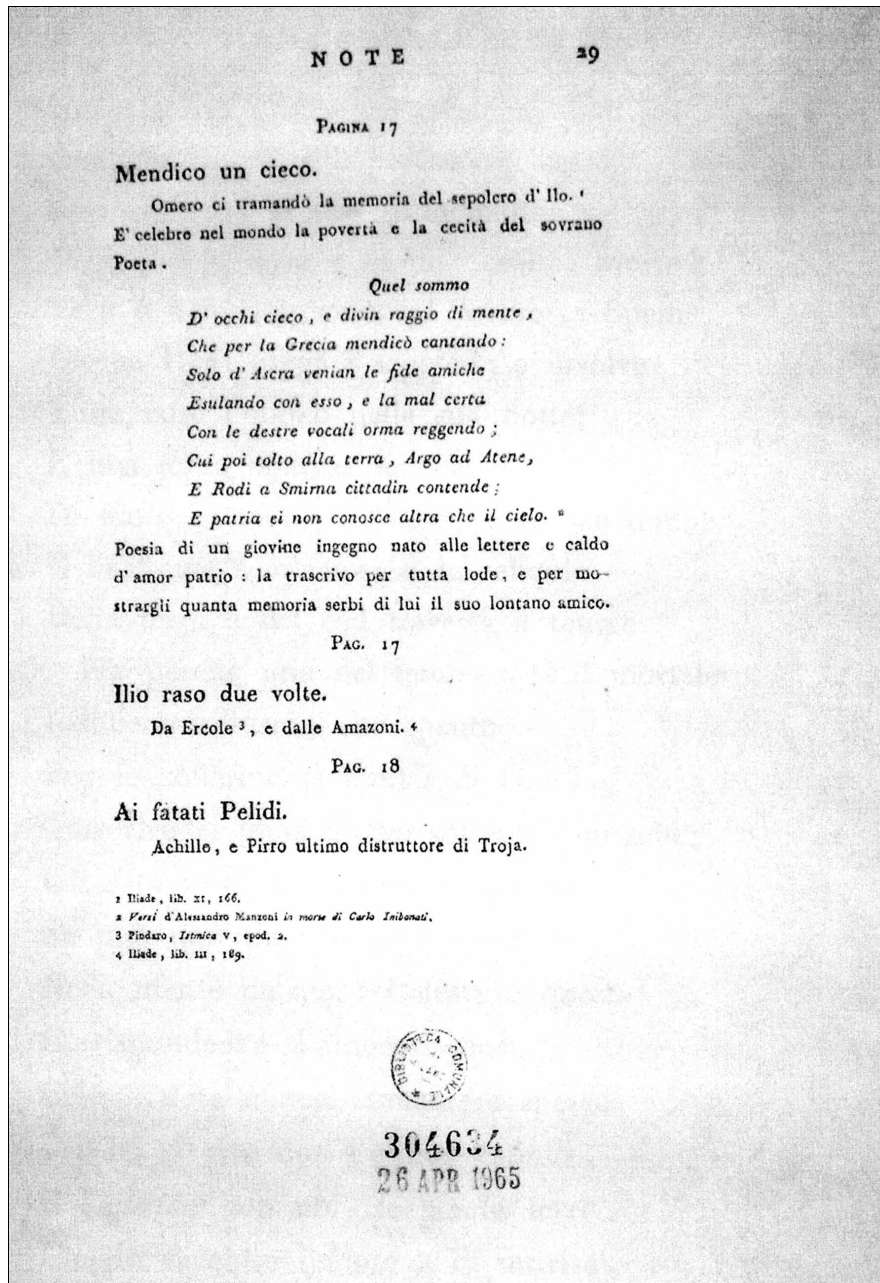 NOTE 29
PAGINA 17
Mendico un cieco.
Omero ci tramandò la memoria del sepolcro d' Ilo. 1
E' celebre nel mondo la povertà e la cecità del sovrano
Poeta.
Quel sommo
D' occhi cieco, e divin raggio di mente,
Che per la Grecia mendicò cantando:
Solo d' Ascra venian le fide amiche
Esulando con esso, e la mal certa
Con le destre vocali orma reggendo;
Cui poi tolto alla terra, Argo ad Atene,
E Rodi a Smirna cittadin contende;
E patria ei non conosce altra che il cielo. 2
Poesia di un giovine ingegno nato alle lettere e caldo
d' amor patrio: la trascrivo per tutta lode, e per mo-
strargli quanta memoria serbi di lui il suo lontano amico.
PAG. 17
Ilio raso due volte.
Da Ercole 3, e dalle Amazoni. 4
PAG. 18
Ai fatati Pelidi.
Achille, e Pirro ultimo distruttore di Troja.
1 Iliade, lib. XI, 166.
2 Versi d'Alessandro Manzoni in morte di Carlo Inibonati.
3 Pindaro, Istmica V, epod. 2.
4 Iliade, lib. III, 189.
BIBLIOTECA COMUNALE
304634
26 APR 1965